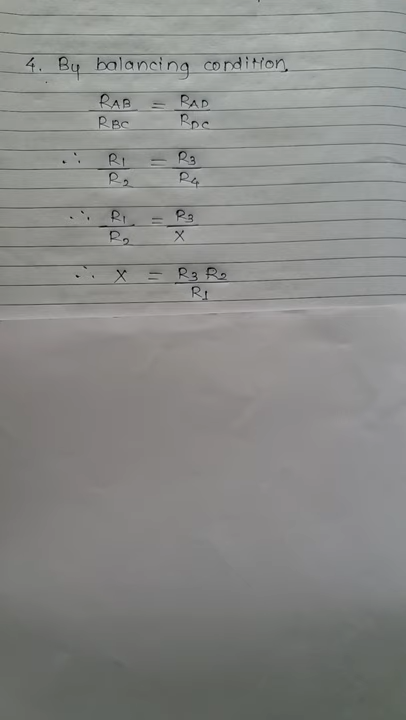 4. By balancing condition,
RAB/RBC = RAD/RDC
∴ R1/R2 = R3/R4
∴ R1/R2 = R3/X
∴ X = R3 R2/R1